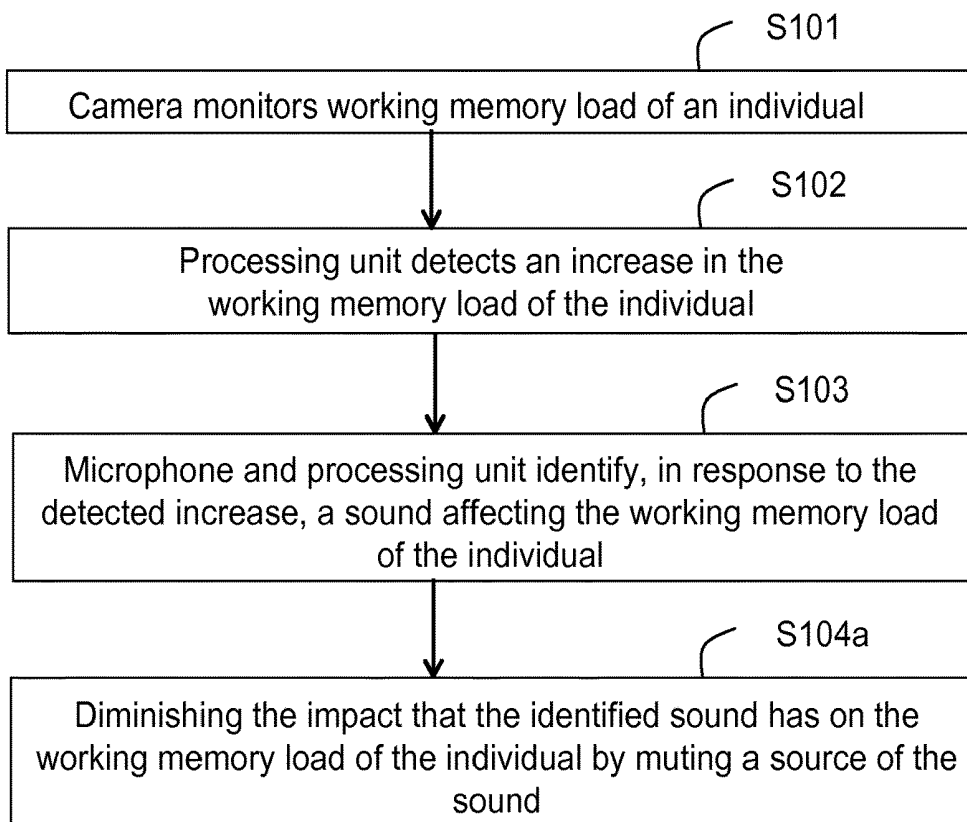 S101
Camera monitors working memory load of an individual
S102
Processing unit detects an increase in the
working memory load of the individual
S103
Microphone and processing unit identify, in response to the
detected increase, a sound affecting the working memory load
of the individual
S104a
Diminishing the impact that the identified sound has on the
working memory load of the individual by muting a source of the
sound